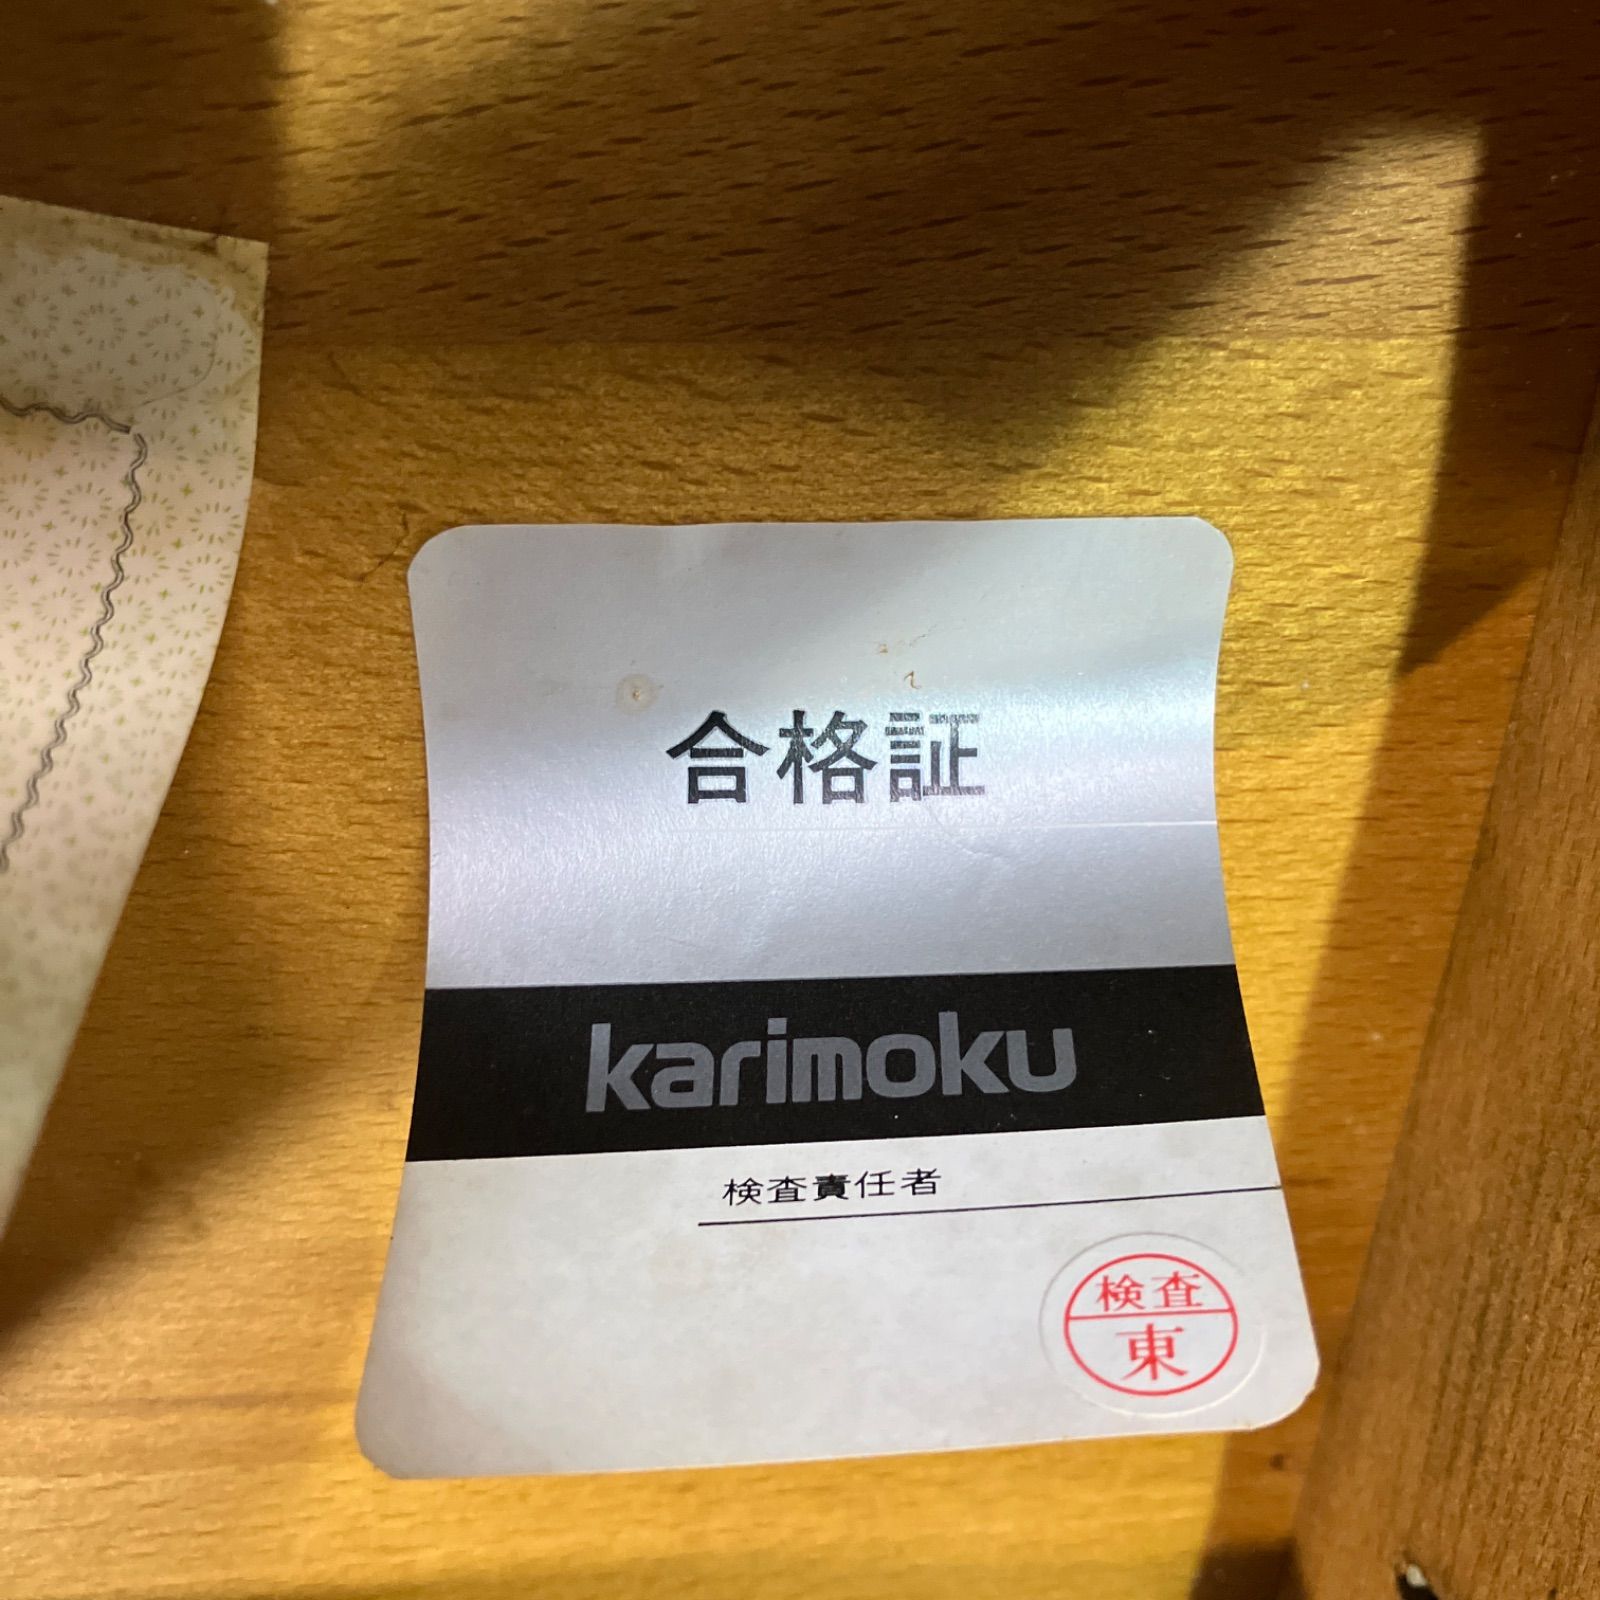 合格証
karimoku
検査責任者
検査
東